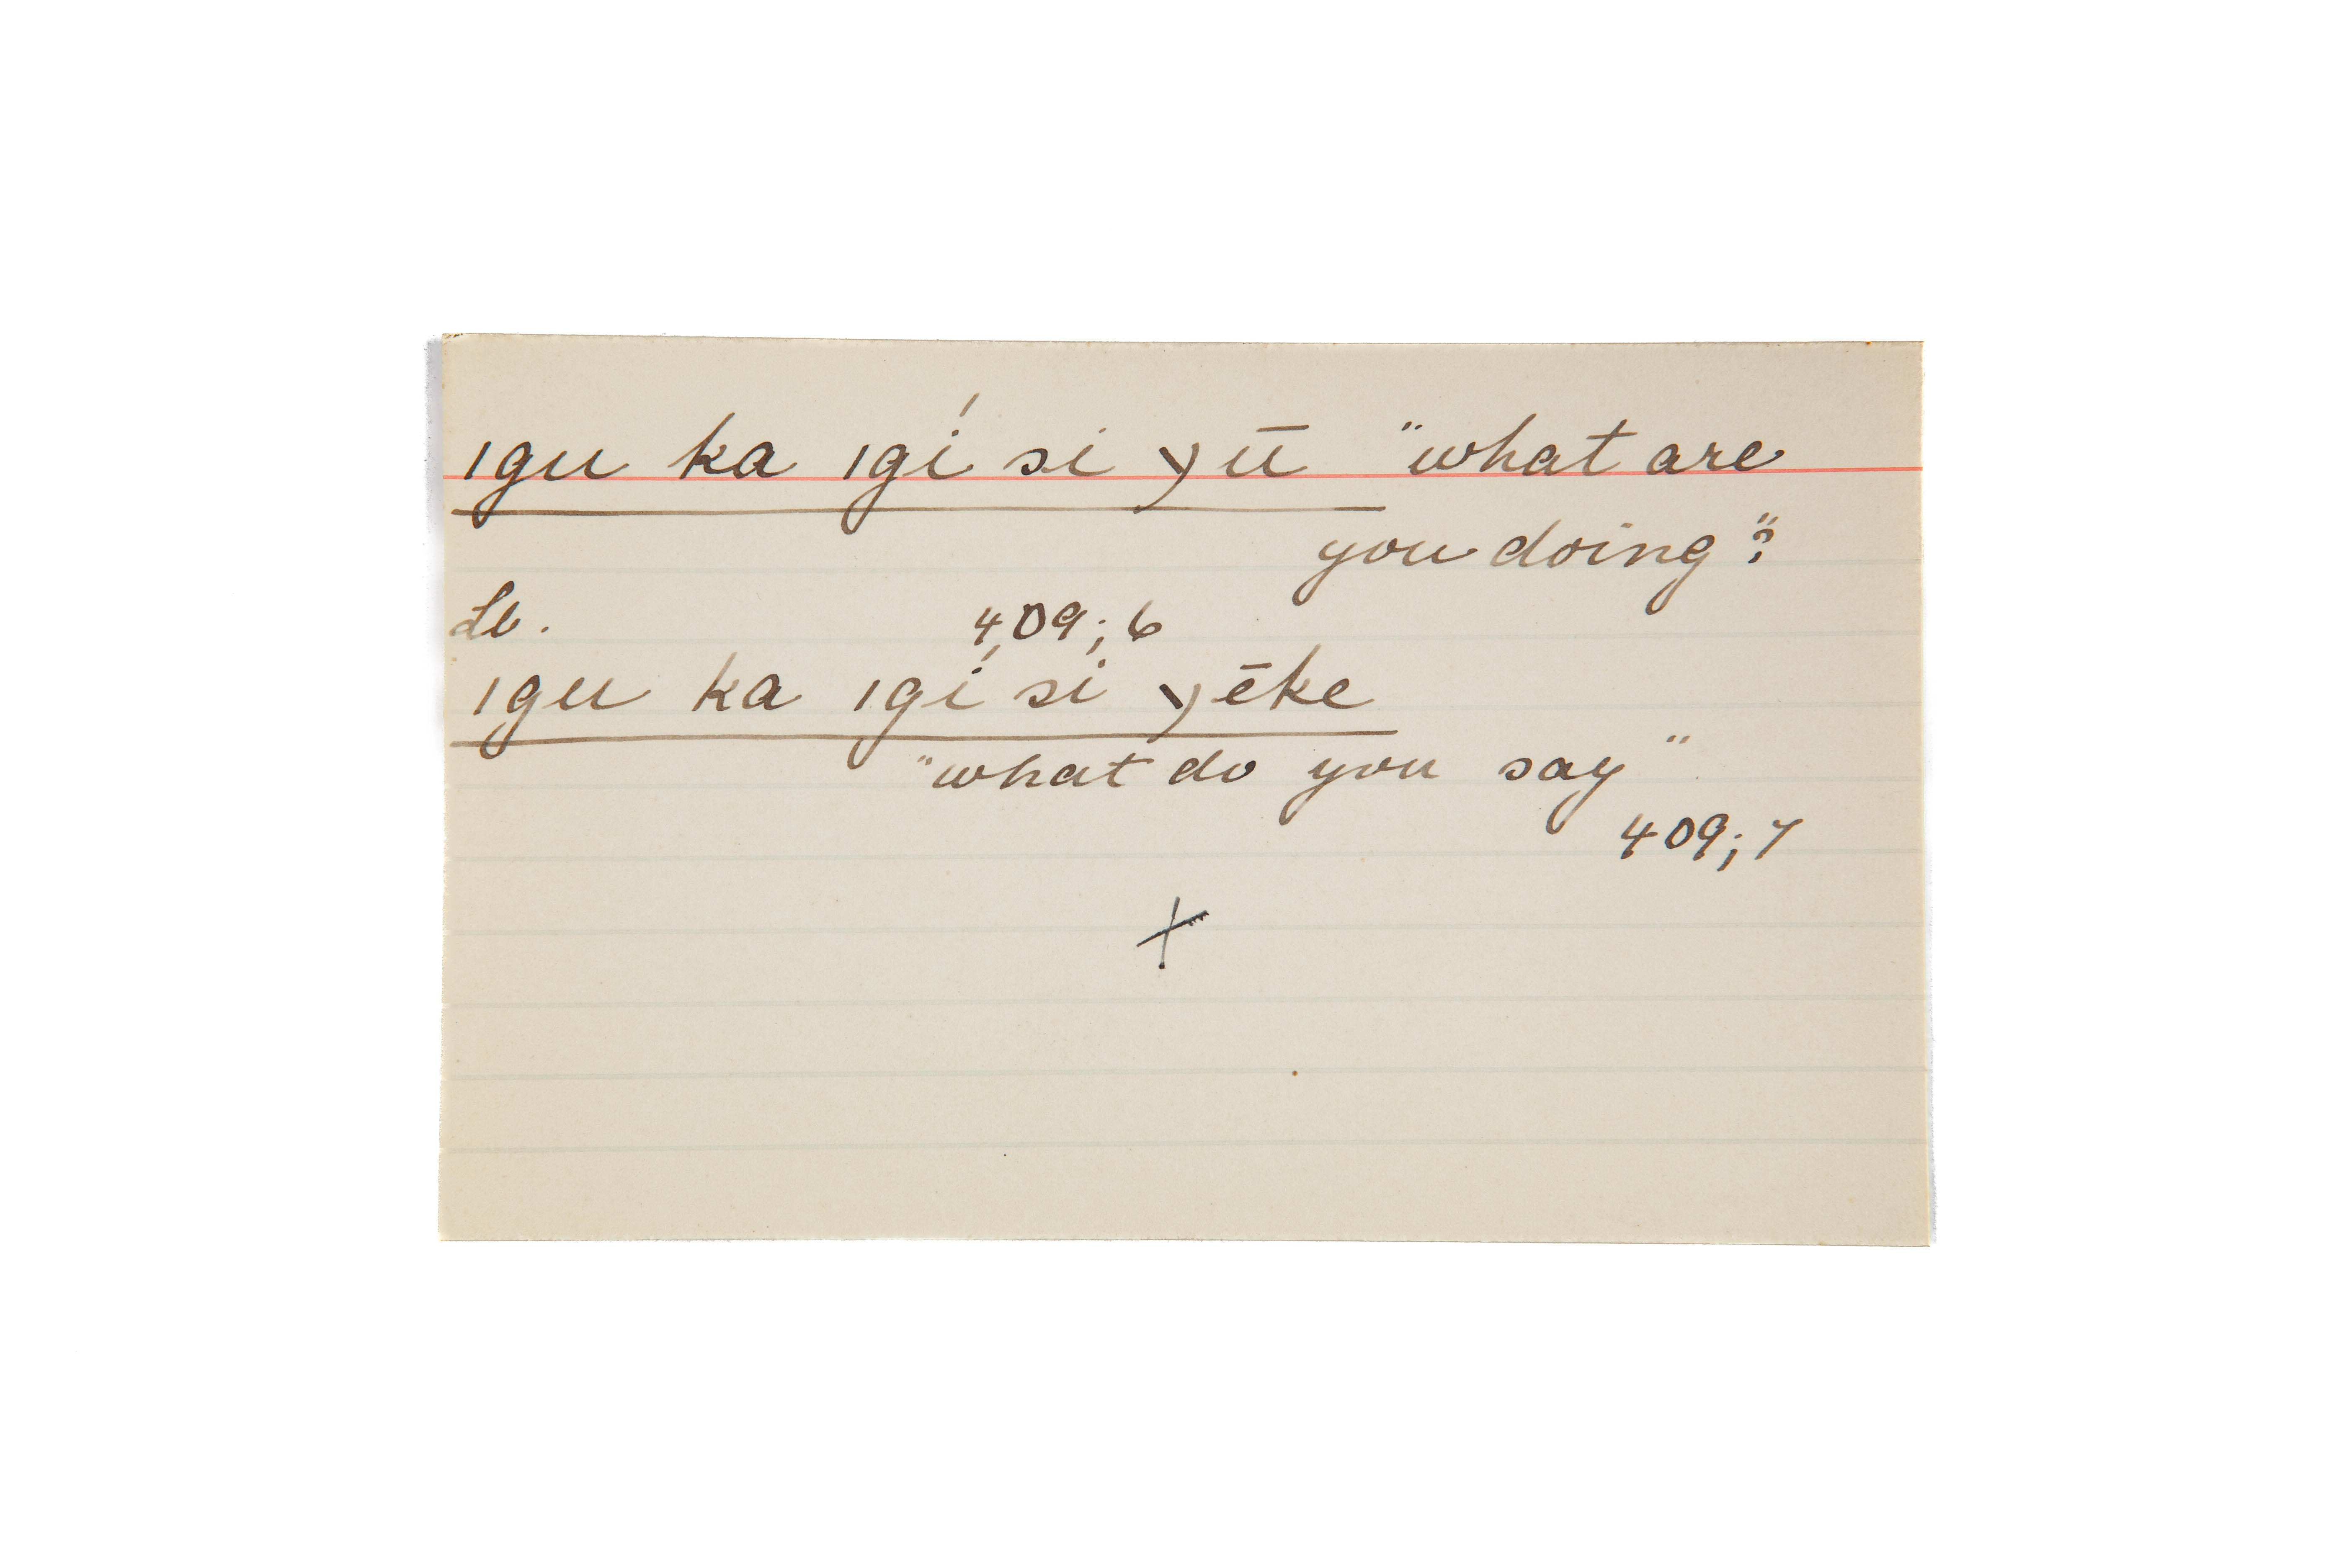 ıgu ka ıgí si yū "what are
you doing"?
Lb. 409;6
ıgu ka ıgí si yēke
"what do you say"
409;7
x